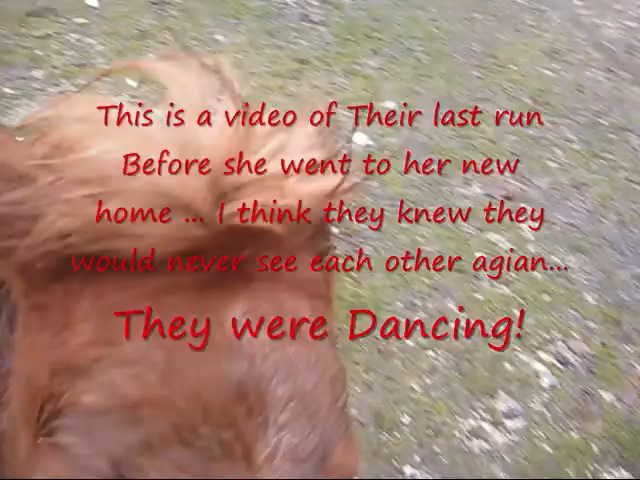 This is a video of Their last run
Before she went to her new
home ... I think they knew they
would never see each other agian...
They were Dancing!